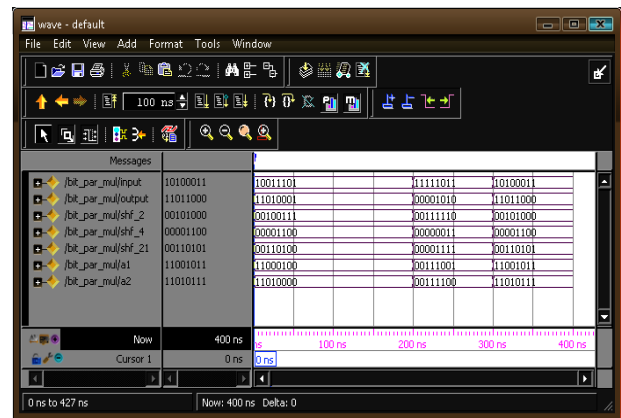 wave - default
File Edit View Add Format Tools Window
100 ns
Messages
/bit_par_mul/input 10100011 10011101 11111011 10100011
/bit_par_mul/output 11011000 11010001 00001010 11011000
/bit_par_mul/shf_2 00101000 00100111 00111110 00101000
/bit_par_mul/shf_4 00001100 00001100 00000011 00001100
/bit_par_mul/shf_21 00110101 00110100 00001111 00110101
/bit_par_mul/a1 11001011 11000100 00111001 11001011
/bit_par_mul/a2 11010111 11010000 00111100 11010111
Now 400 ns ns 100 ns 200 ns 300 ns 400 ns
Cursor 1 0 ns 0 ns
0 ns to 427 ns Now: 400 ns Delta: 0